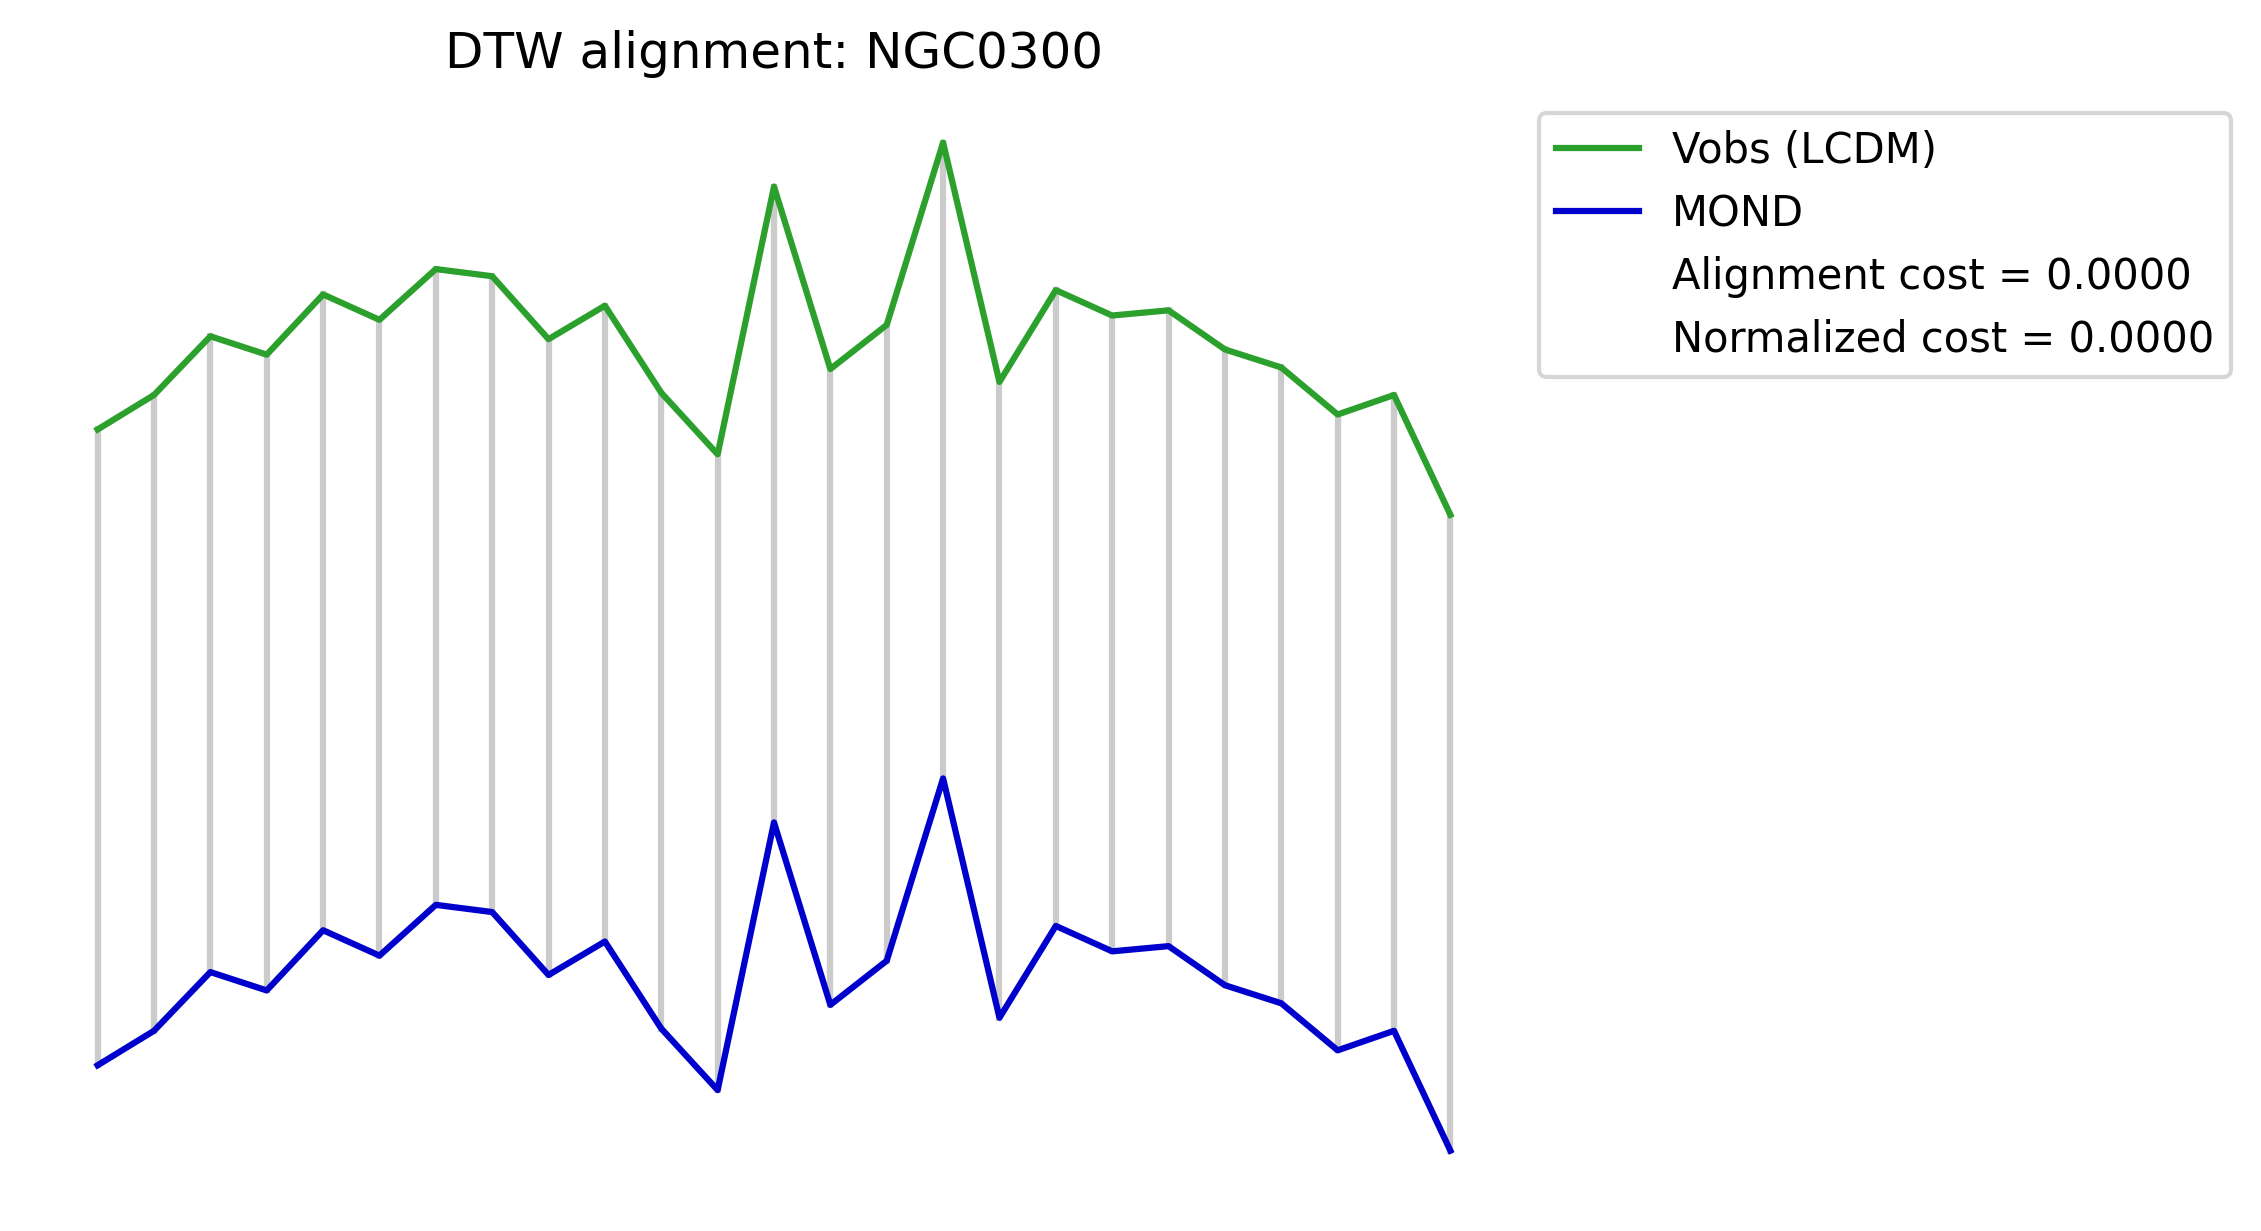 DTW alignment: NGC0300
Vobs (LCDM)
MOND
Alignment cost = 0.0000
Normalized cost = 0.0000